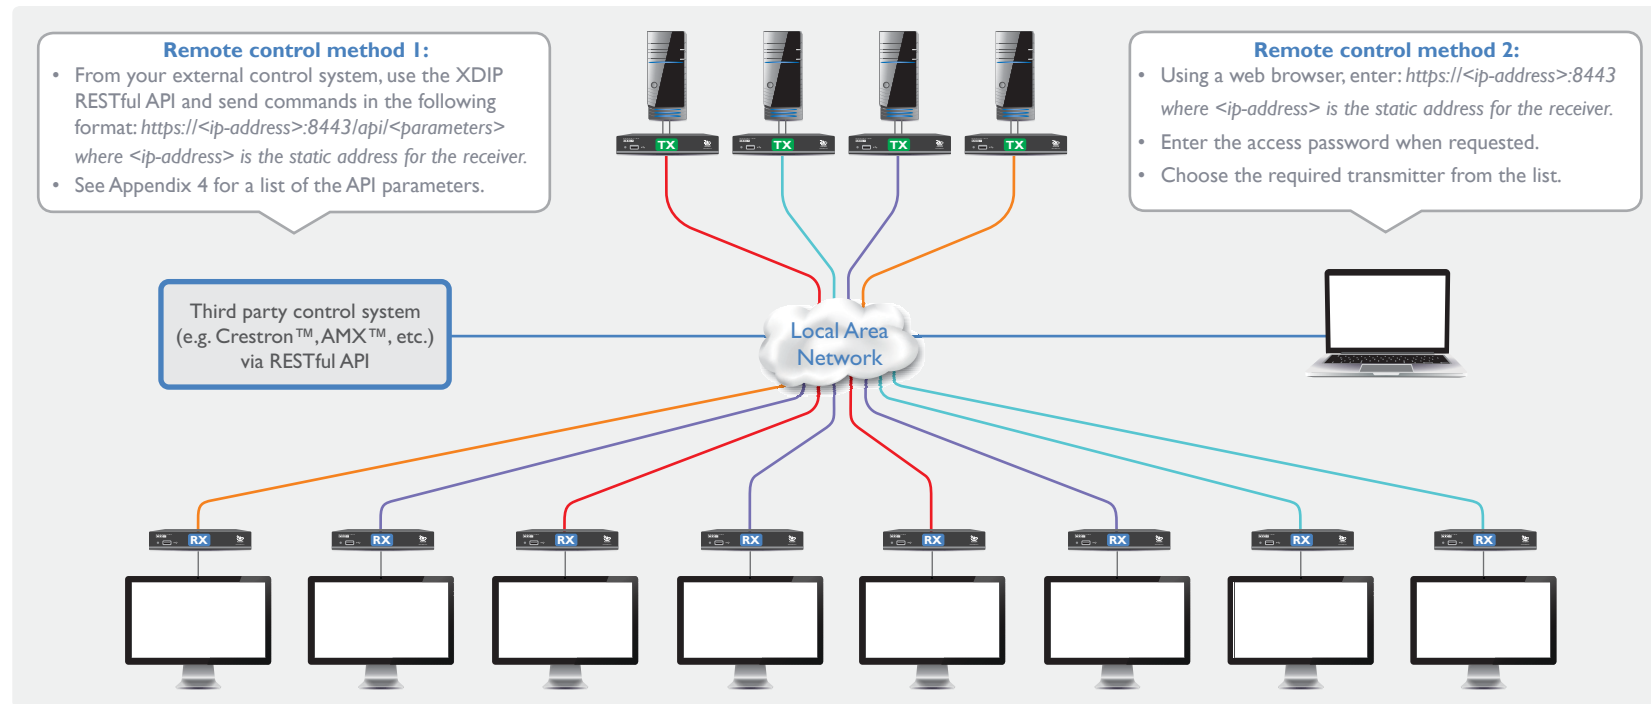 Remote control method 1:
• From your external control system, use the XDIP
RESTful API and send commands in the following
format: https://<ip-address>:8443/api/<parameters>
where <ip-address> is the static address for the receiver.
• See Appendix 4 for a list of the API parameters.
Remote control method 2:
• Using a web browser, enter: https://<ip-address>:8443
where <ip-address> is the static address for the receiver.
• Enter the access password when requested.
• Choose the required transmitter from the list.
TX
TX
TX
TX
Third party control system
(e.g. Crestron™, AMX™, etc.)
via RESTful API
Local Area
Network
RX
RX
RX
RX
RX
RX
RX
RX